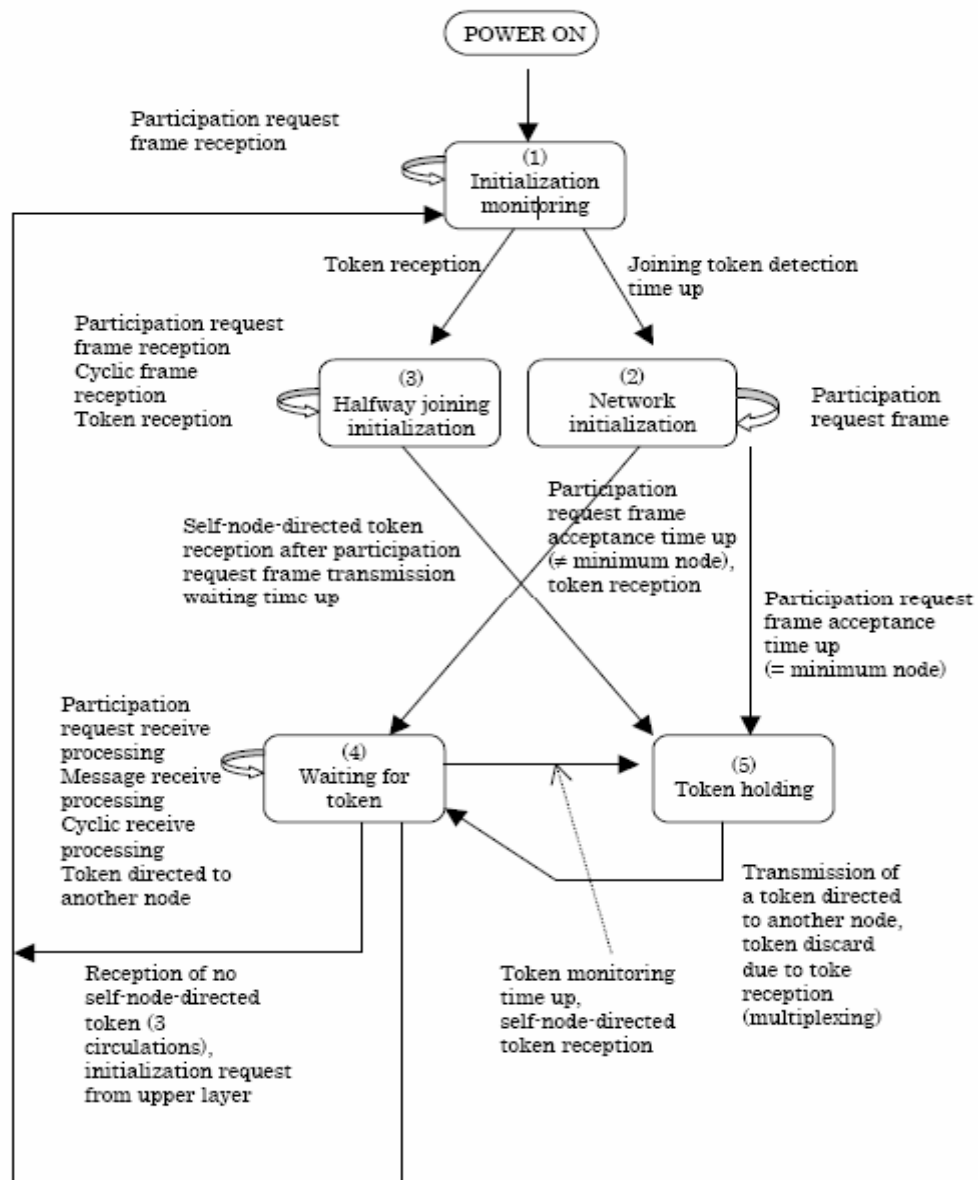 POWER ON
Participation request
frame reception
(1)
Initialization
monitoring
Token reception
Joining token detection
time up
Participation request
frame reception
Cyclic frame
reception
Token reception
(3)
Halfway joining
initialization
(2)
Network
initialization
Participation
request frame
Self-node-directed token
reception after participation
request frame transmission
waiting time up
Participation
request frame
acceptance time up
(≠ minimum node),
token reception
Participation request
frame acceptance
time up
(= minimum node)
Participation
request receive
processing
Message receive
processing
Cyclic receive
processing
Token directed to
another node
(4)
Waiting for
token
(5)
Token holding
Reception of no
self-node-directed
token (3
circulations),
initialization request
from upper layer
Token monitoring
time up,
self-node-directed
token reception
Transmission of
a token directed
to another node,
token discard
due to toke
reception
(multiplexing)